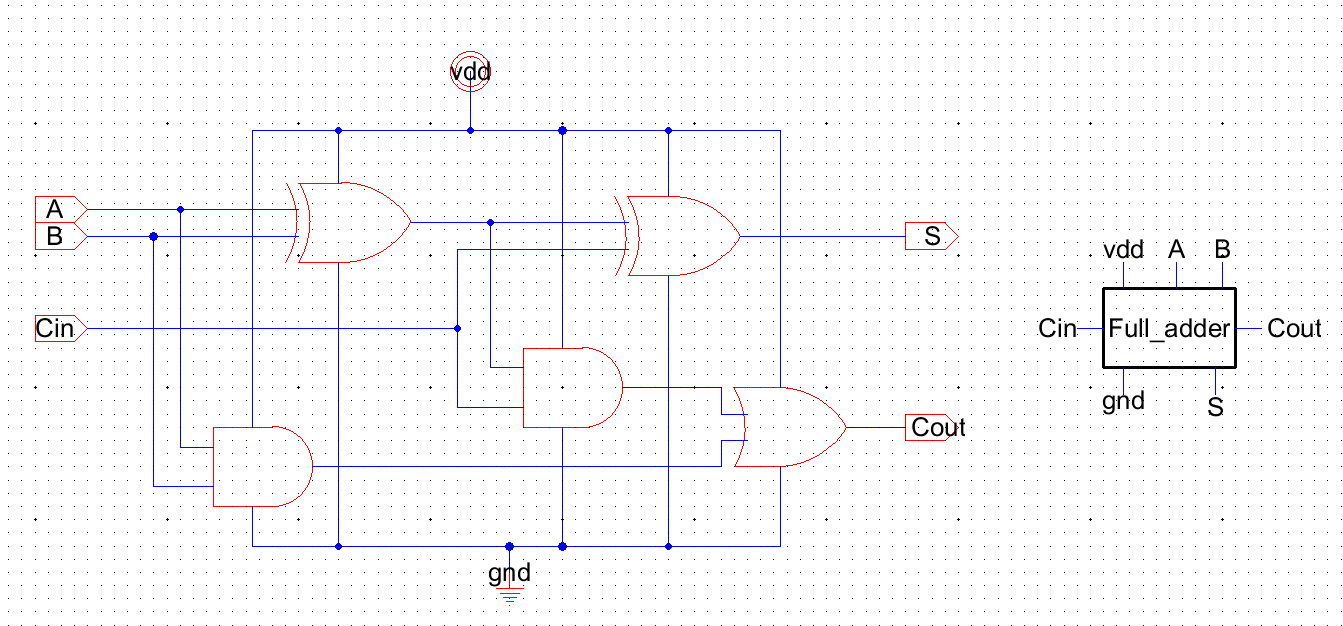 vdd
A
B
S
Cin
Cout
gnd
vdd
A
B
Cin
Full_adder
Cout
gnd
S